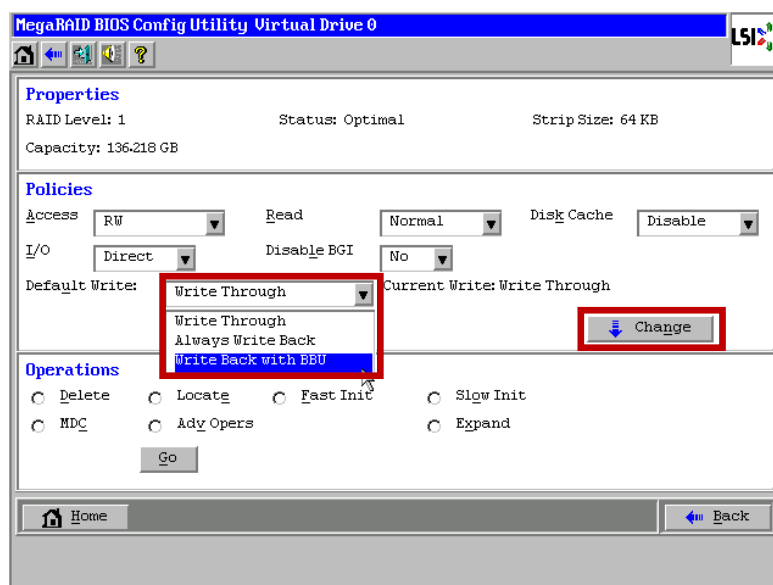 MegaRAID BIOS Config Utility Virtual Drive 0
LSI
Properties
RAID Level: 1 Status: Optimal Strip Size: 64 KB
Capacity: 136.218 GB
Policies
Access RW Read Normal Disk Cache Disable
I/O Direct Disable BGI No
Default Write: Write Through Current Write: Write Through
Write Through
Always Write Back
Write Back with BBU
Change
Operations
Delete Locate Fast Init Slow Init
MDC Adv Opers Expand
Go
Home Back